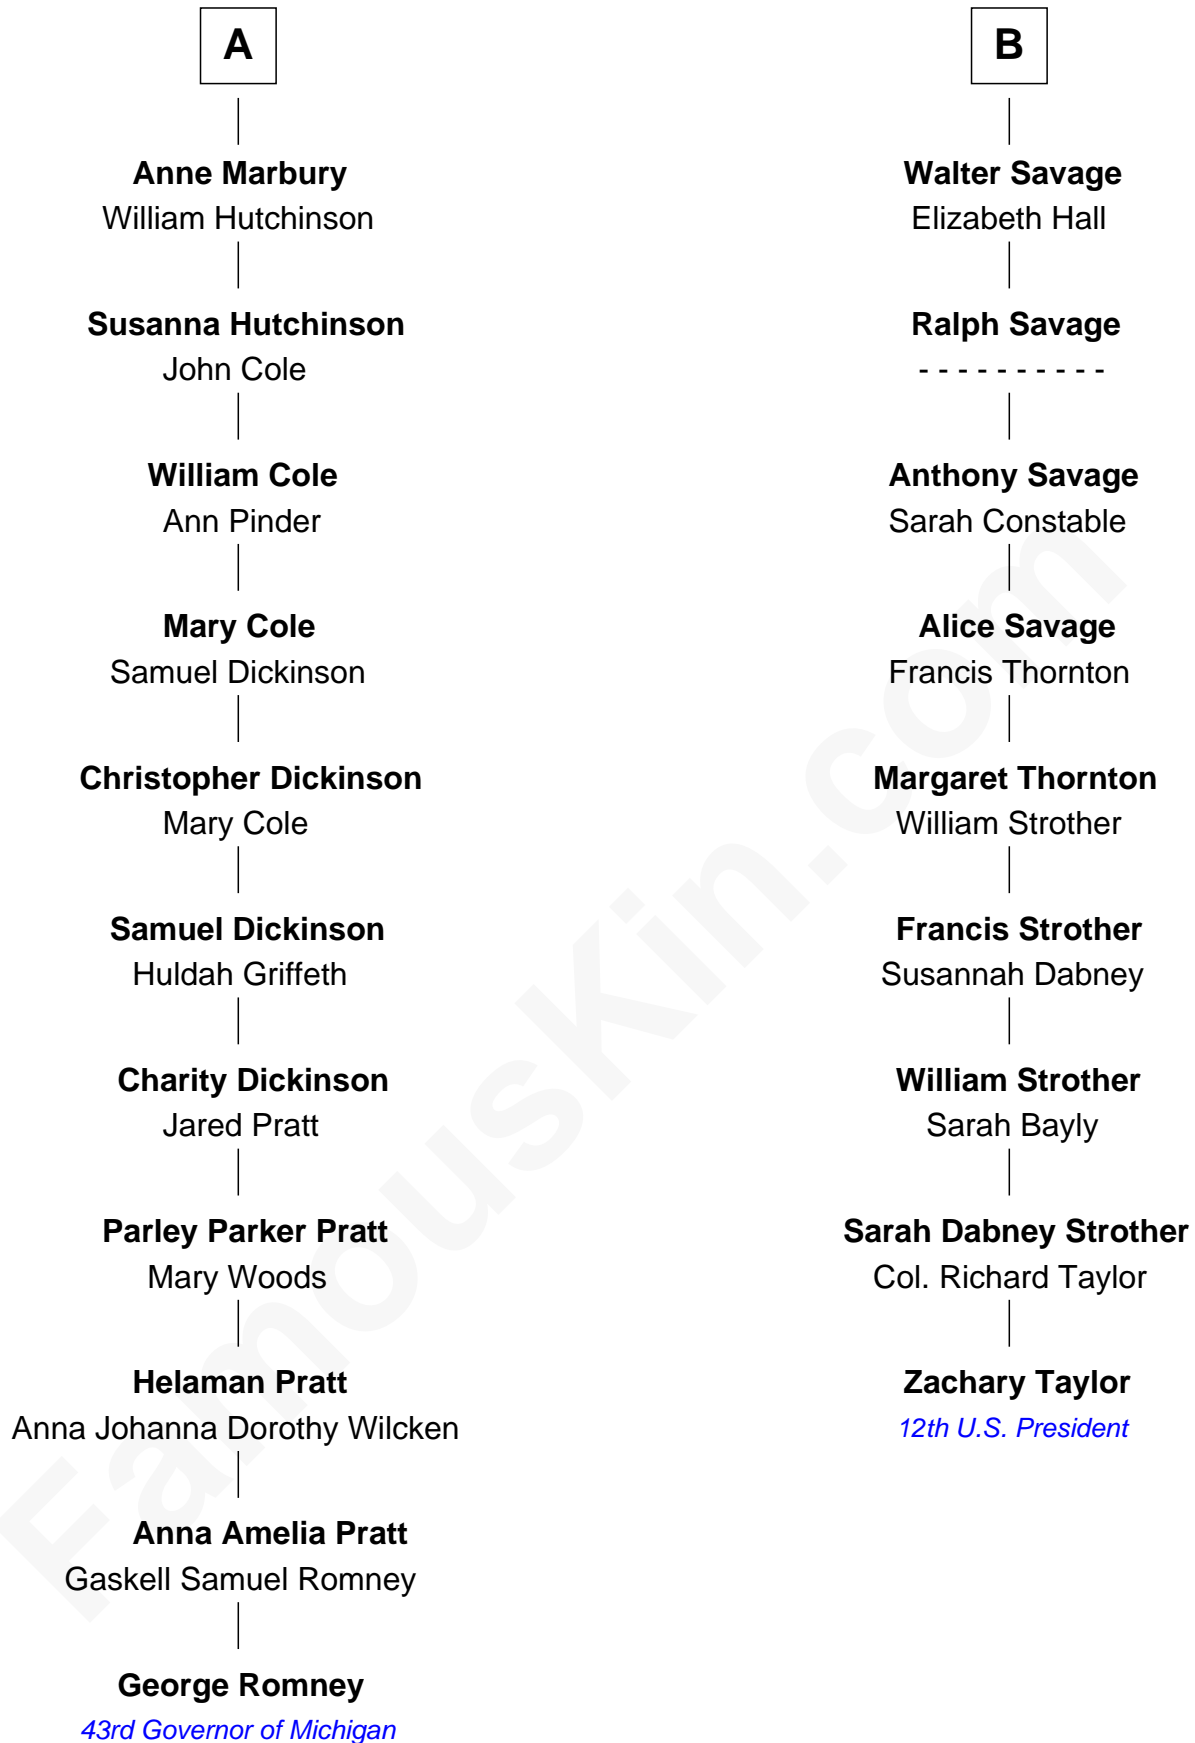 A
Anne Marbury
William Hutchinson
Susanna Hutchinson
John Cole
William Cole
Ann Pinder
Mary Cole
Samuel Dickinson
Christopher Dickinson
Mary Cole
Samuel Dickinson
Huldah Griffeth
Charity Dickinson
Jared Pratt
Parley Parker Pratt
Mary Woods
Helaman Pratt
Anna Johanna Dorothy Wilcken
Anna Amelia Pratt
Gaskell Samuel Romney
George Romney
43rd Governor of Michigan
B
Walter Savage
Elizabeth Hall
Ralph Savage
- - - - - - - - - -
Anthony Savage
Sarah Constable
Alice Savage
Francis Thornton
Margaret Thornton
William Strother
Francis Strother
Susannah Dabney
William Strother
Sarah Bayly
Sarah Dabney Strother
Col. Richard Taylor
Zachary Taylor
12th U.S. President
FamousKin.com